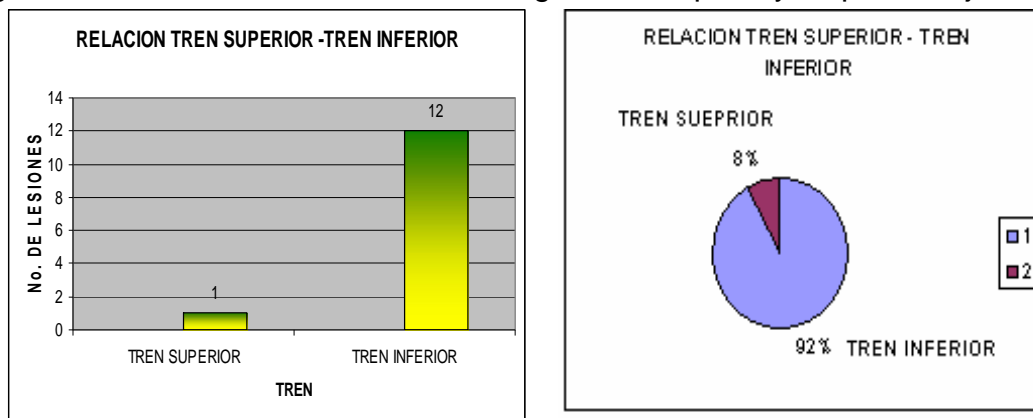 RELACION TREN SUPERIOR -TREN INFERIOR
14
12
10
8
6
4
2
0
1
12
No. DE LESIONES
TREN SUPERIOR
TREN INFERIOR
TREN
RELACION TREN SUPERIOR - TREN
INFERIOR
TREN SUEPRIOR
8%
92% TREN INFERIOR
1
2